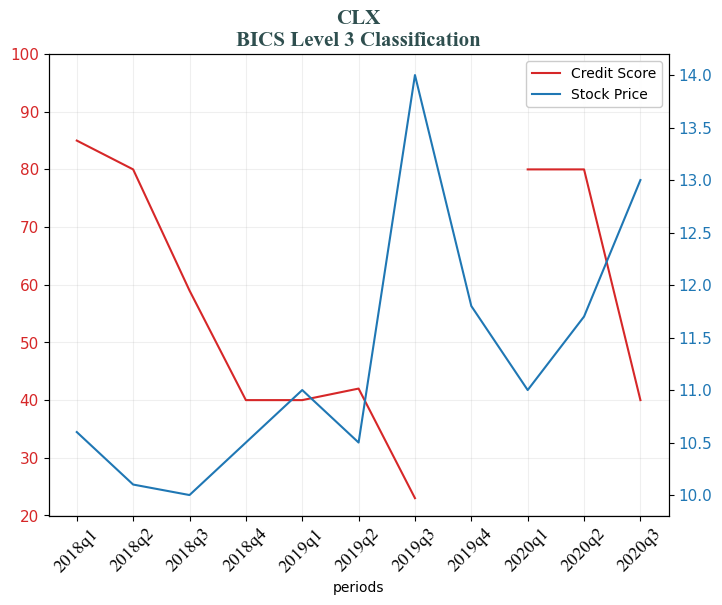 CLX
BICS Level 3 Classification
Credit Score
Stock Price
100
90
80
70
60
50
40
30
20
14.0
13.5
13.0
12.5
12.0
11.5
11.0
10.5
10.0
2018q1
2018q2
2018q3
2018q4
2019q1
2019q2
2019q3
2019q4
2020q1
2020q2
2020q3
periods